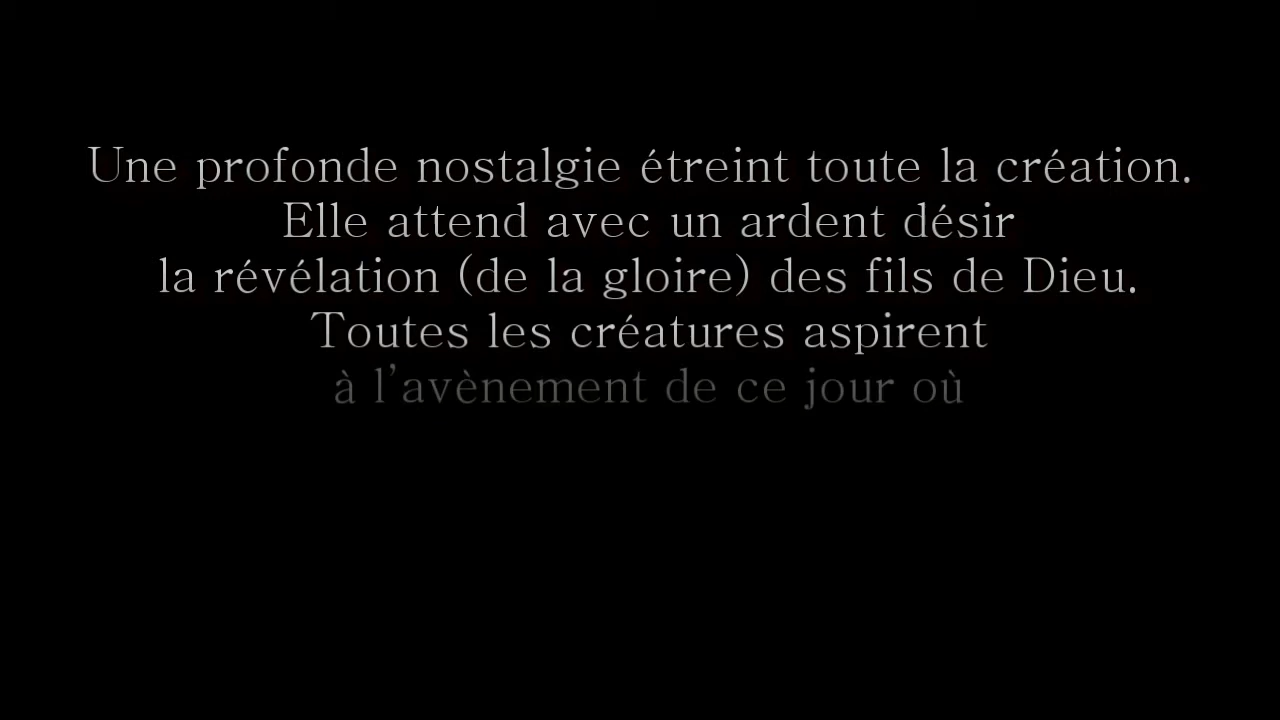 Une profonde nostalgie étreint toute la création.
Elle attend avec un ardent désir
la révélation (de la gloire) des fils de Dieu.
Toutes les créatures aspirent
à l’avènement de ce jour où